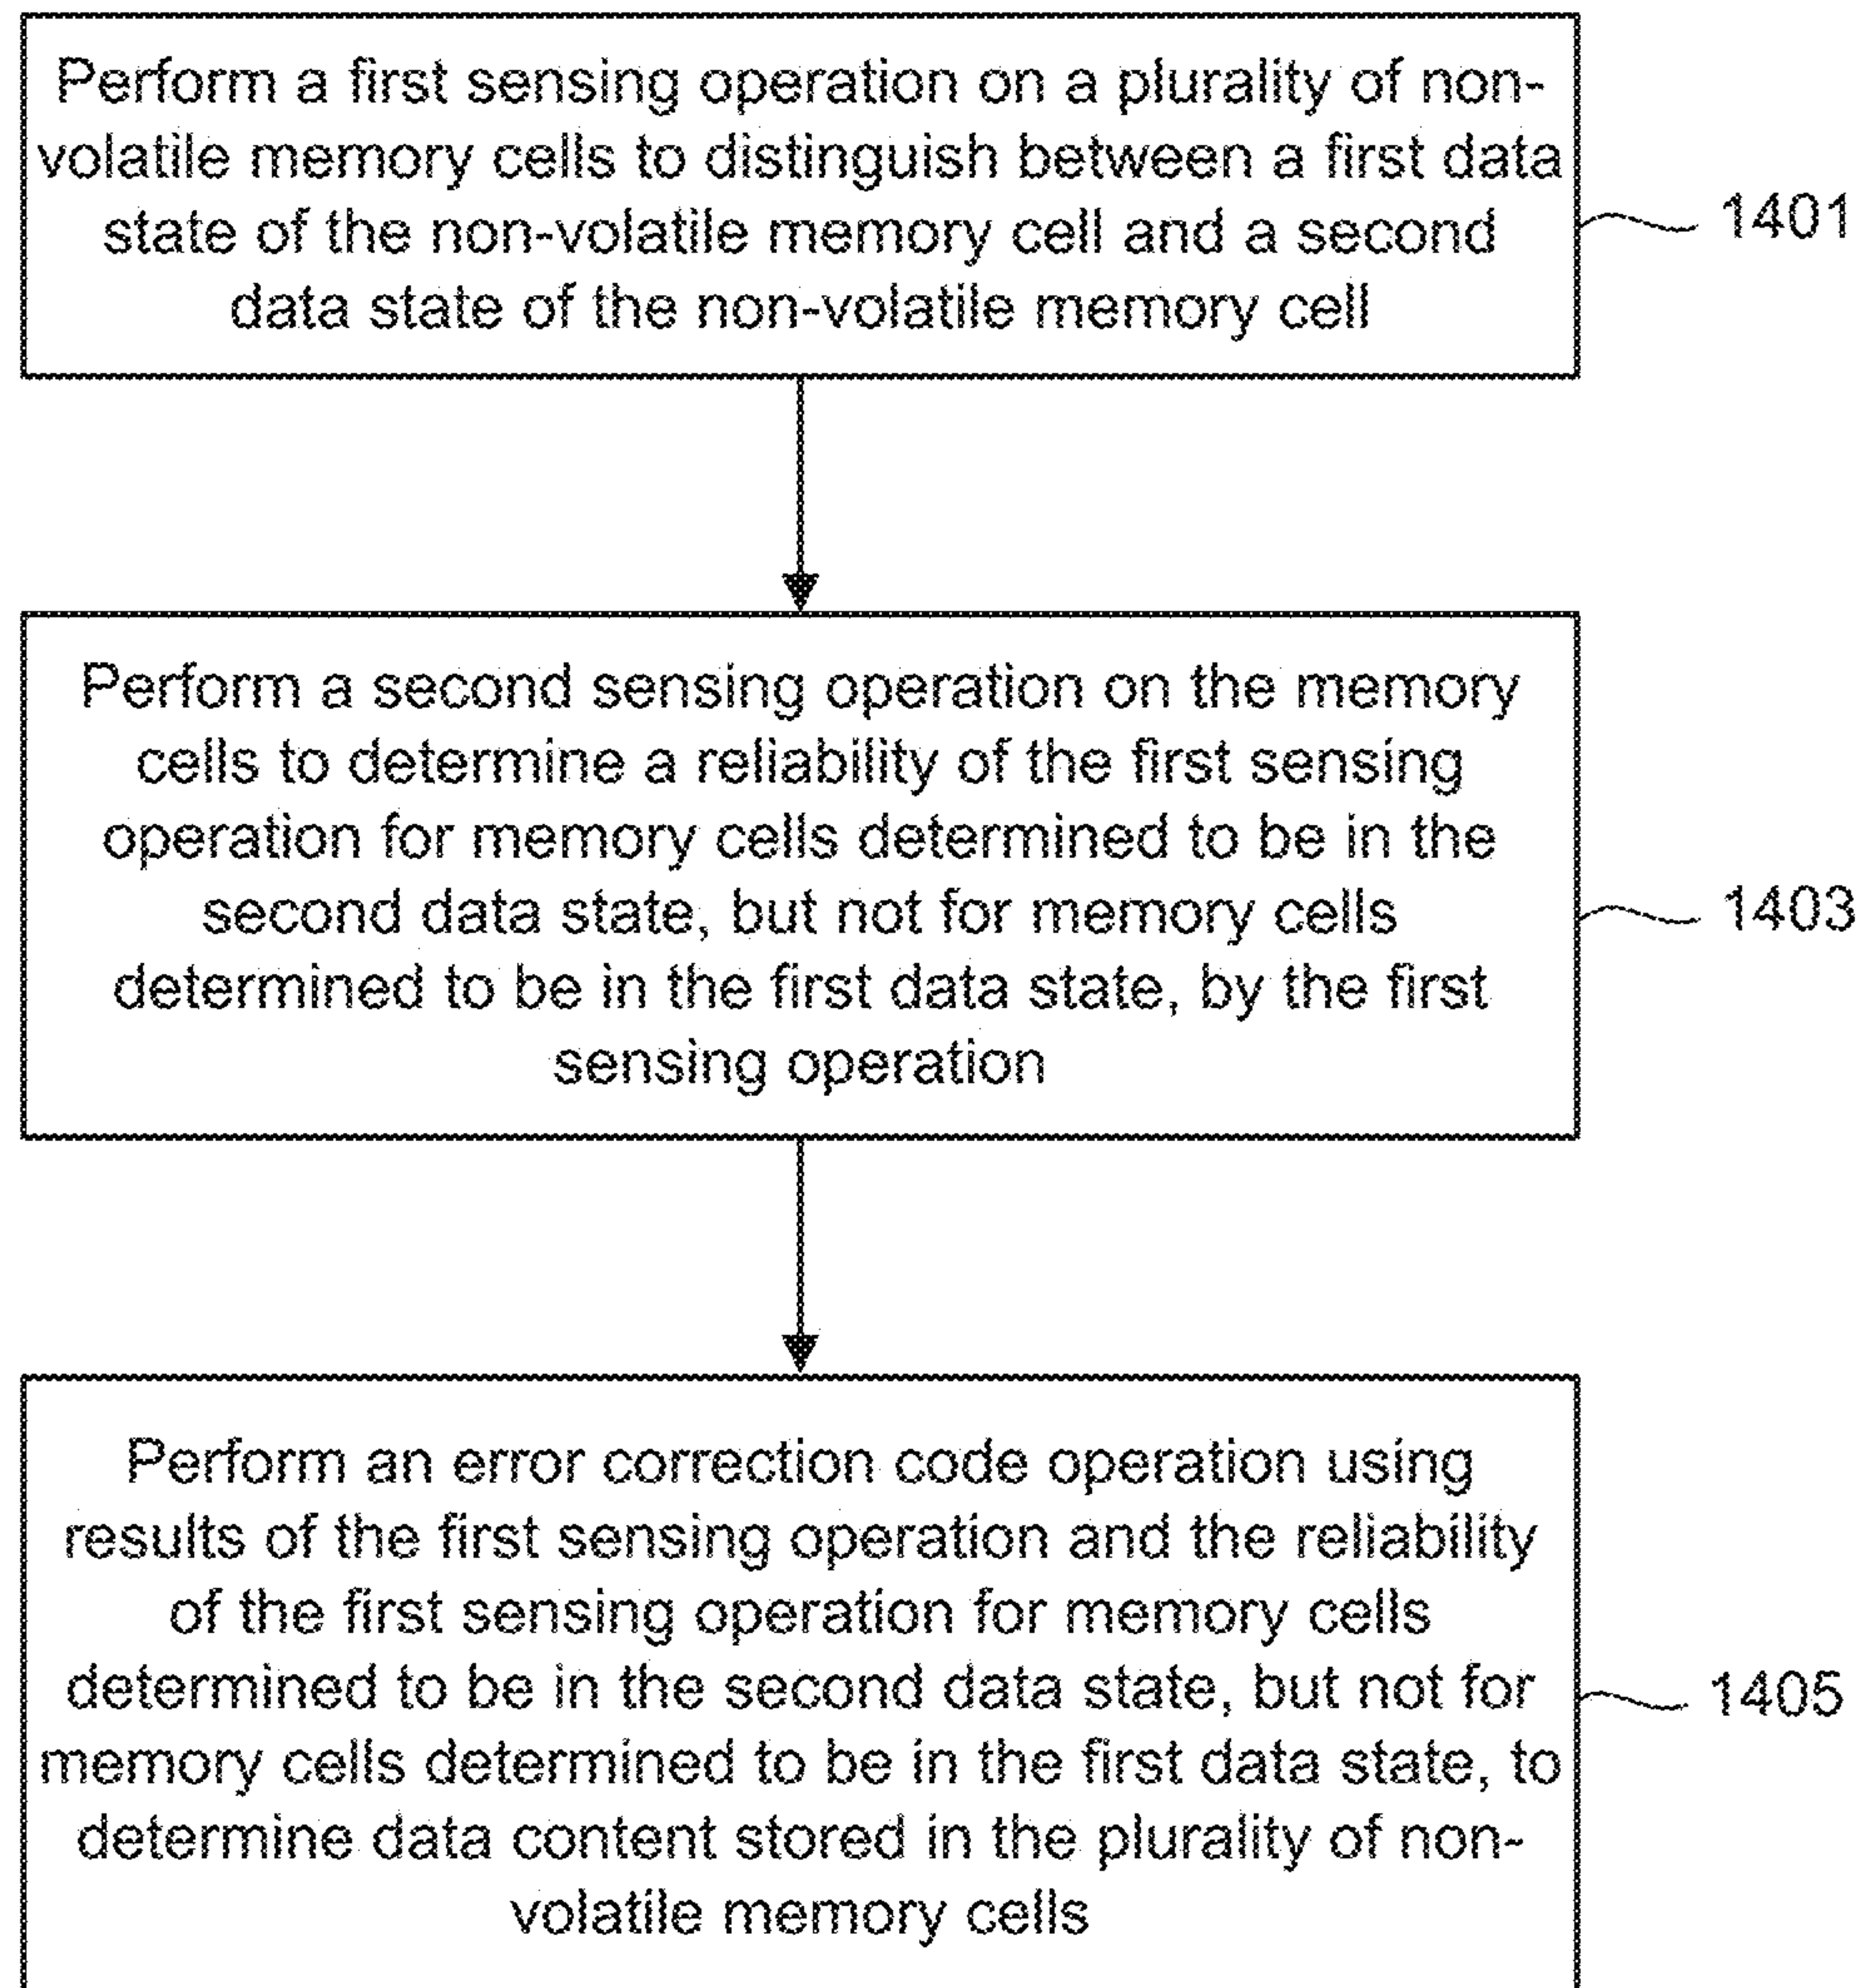 Perform a first sensing operation on a plurality of non-
volatile memory cells to distinguish between a first data
state of the non-volatile memory cell and a second
data state of the non-volatile memory cell
1401
Perform a second sensing operation on the memory
cells to determine a reliability of the first sensing
operation for memory cells determined to be in the
second data state, but not for memory cells
determined to be in the first data state, by the first
sensing operation
1403
Perform an error correction code operation using
results of the first sensing operation and the reliability
of the first sensing operation for memory cells
determined to be in the second data state, but not for
memory cells determined to be in the first data state, to
determine data content stored in the plurality of non-
volatile memory cells
1405